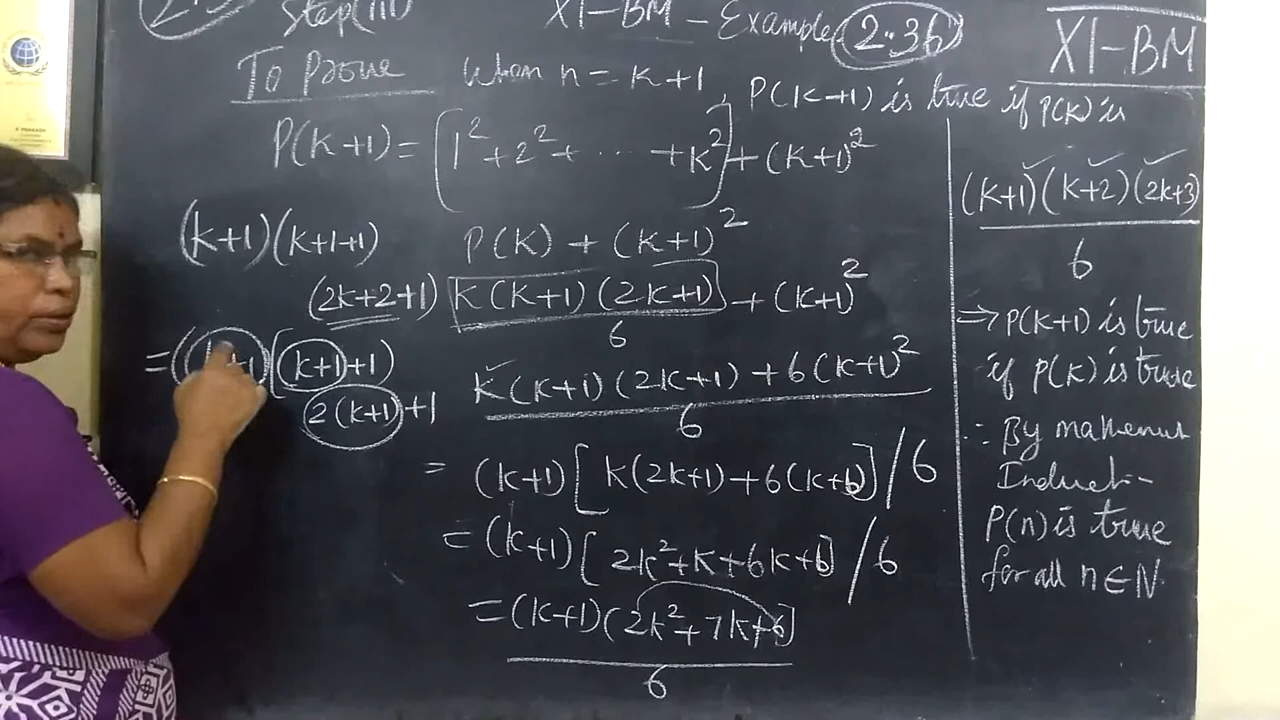 Step(iii) XI-BM-Example 2.36
XI-BM
To Prove when n=k+1, P(k+1) is true if P(k) is
P(k+1)=[1²+2²+ ... +k²]+(k+1)²
(k+1)(k+1+1)
(2k+2+1)
=(k+1)[(k+1)+1)
2(k+1)+1
P(k)+(k+1)²
k(k+1)(2k+1)/6+(k+1)²
k(k+1)(2k+1)+6(k+1)²
6
=(k+1)[k(2k+1)+6(k+1)]/6
=(k+1)[2k²+k+6k+6]/6
=(k+1)(2k²+7k+6]
6
(k+1)(k+2)(2k+3)
6
⇒P(k+1) is true
if P(k) is true
∴ By mathemat
Inducti-
P(n) is true
for all n∈N.